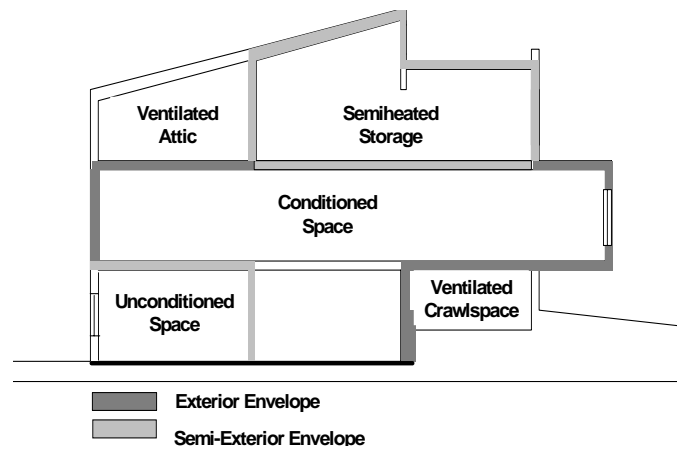 Ventilated
Attic
Semiheated
Storage
Conditioned
Space
Unconditioned
Space
Ventilated
Crawlspace
Exterior Envelope
Semi-Exterior Envelope